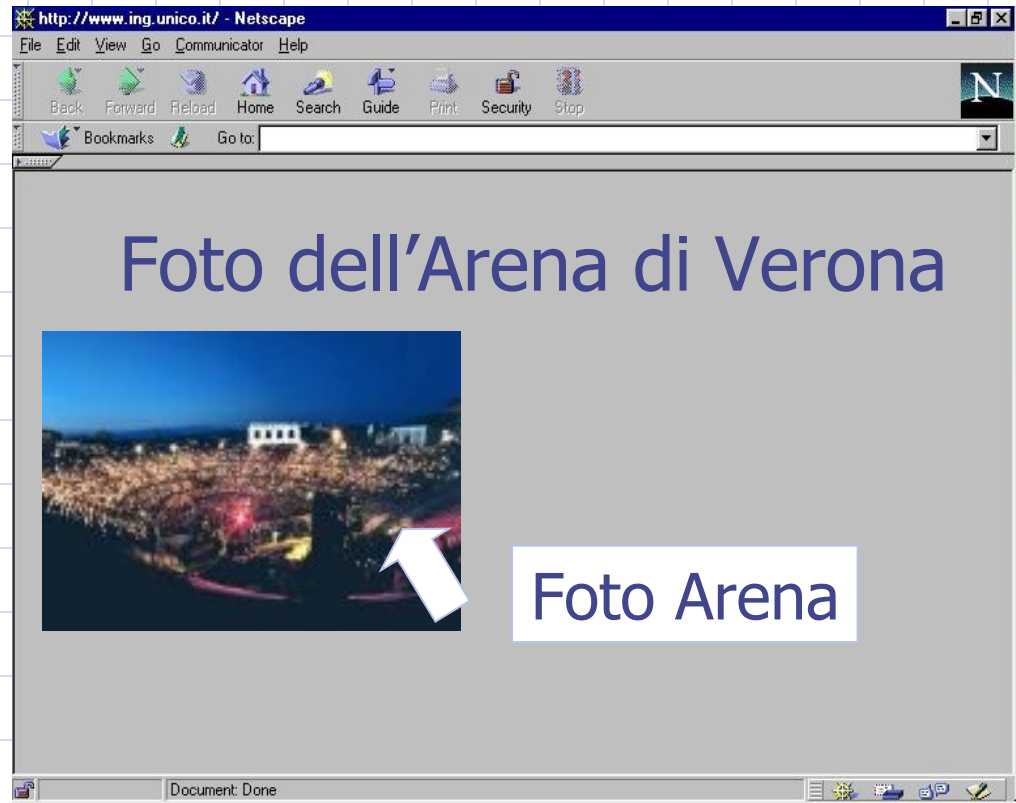 http://www.ing.unico.it/ - Netscape
File Edit View Go Communicator Help
Back Forward Reload Home Search Guide Print Security Stop
N
Bookmarks Go to:
Foto dell’Arena di Verona
Foto Arena
Document: Done